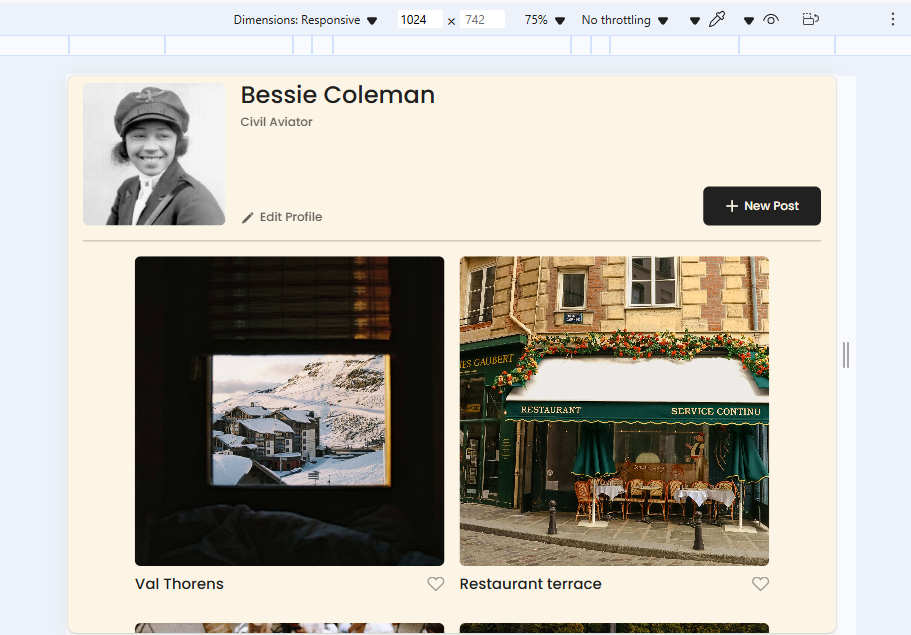 Dimensions: Responsive 1024 x 742 75% No throttling
Bessie Coleman
Civil Aviator
Edit Profile
+ New Post
GAUBERT
RESTAURANT SERVICE CONTINU
Val Thorens
Restaurant terrace